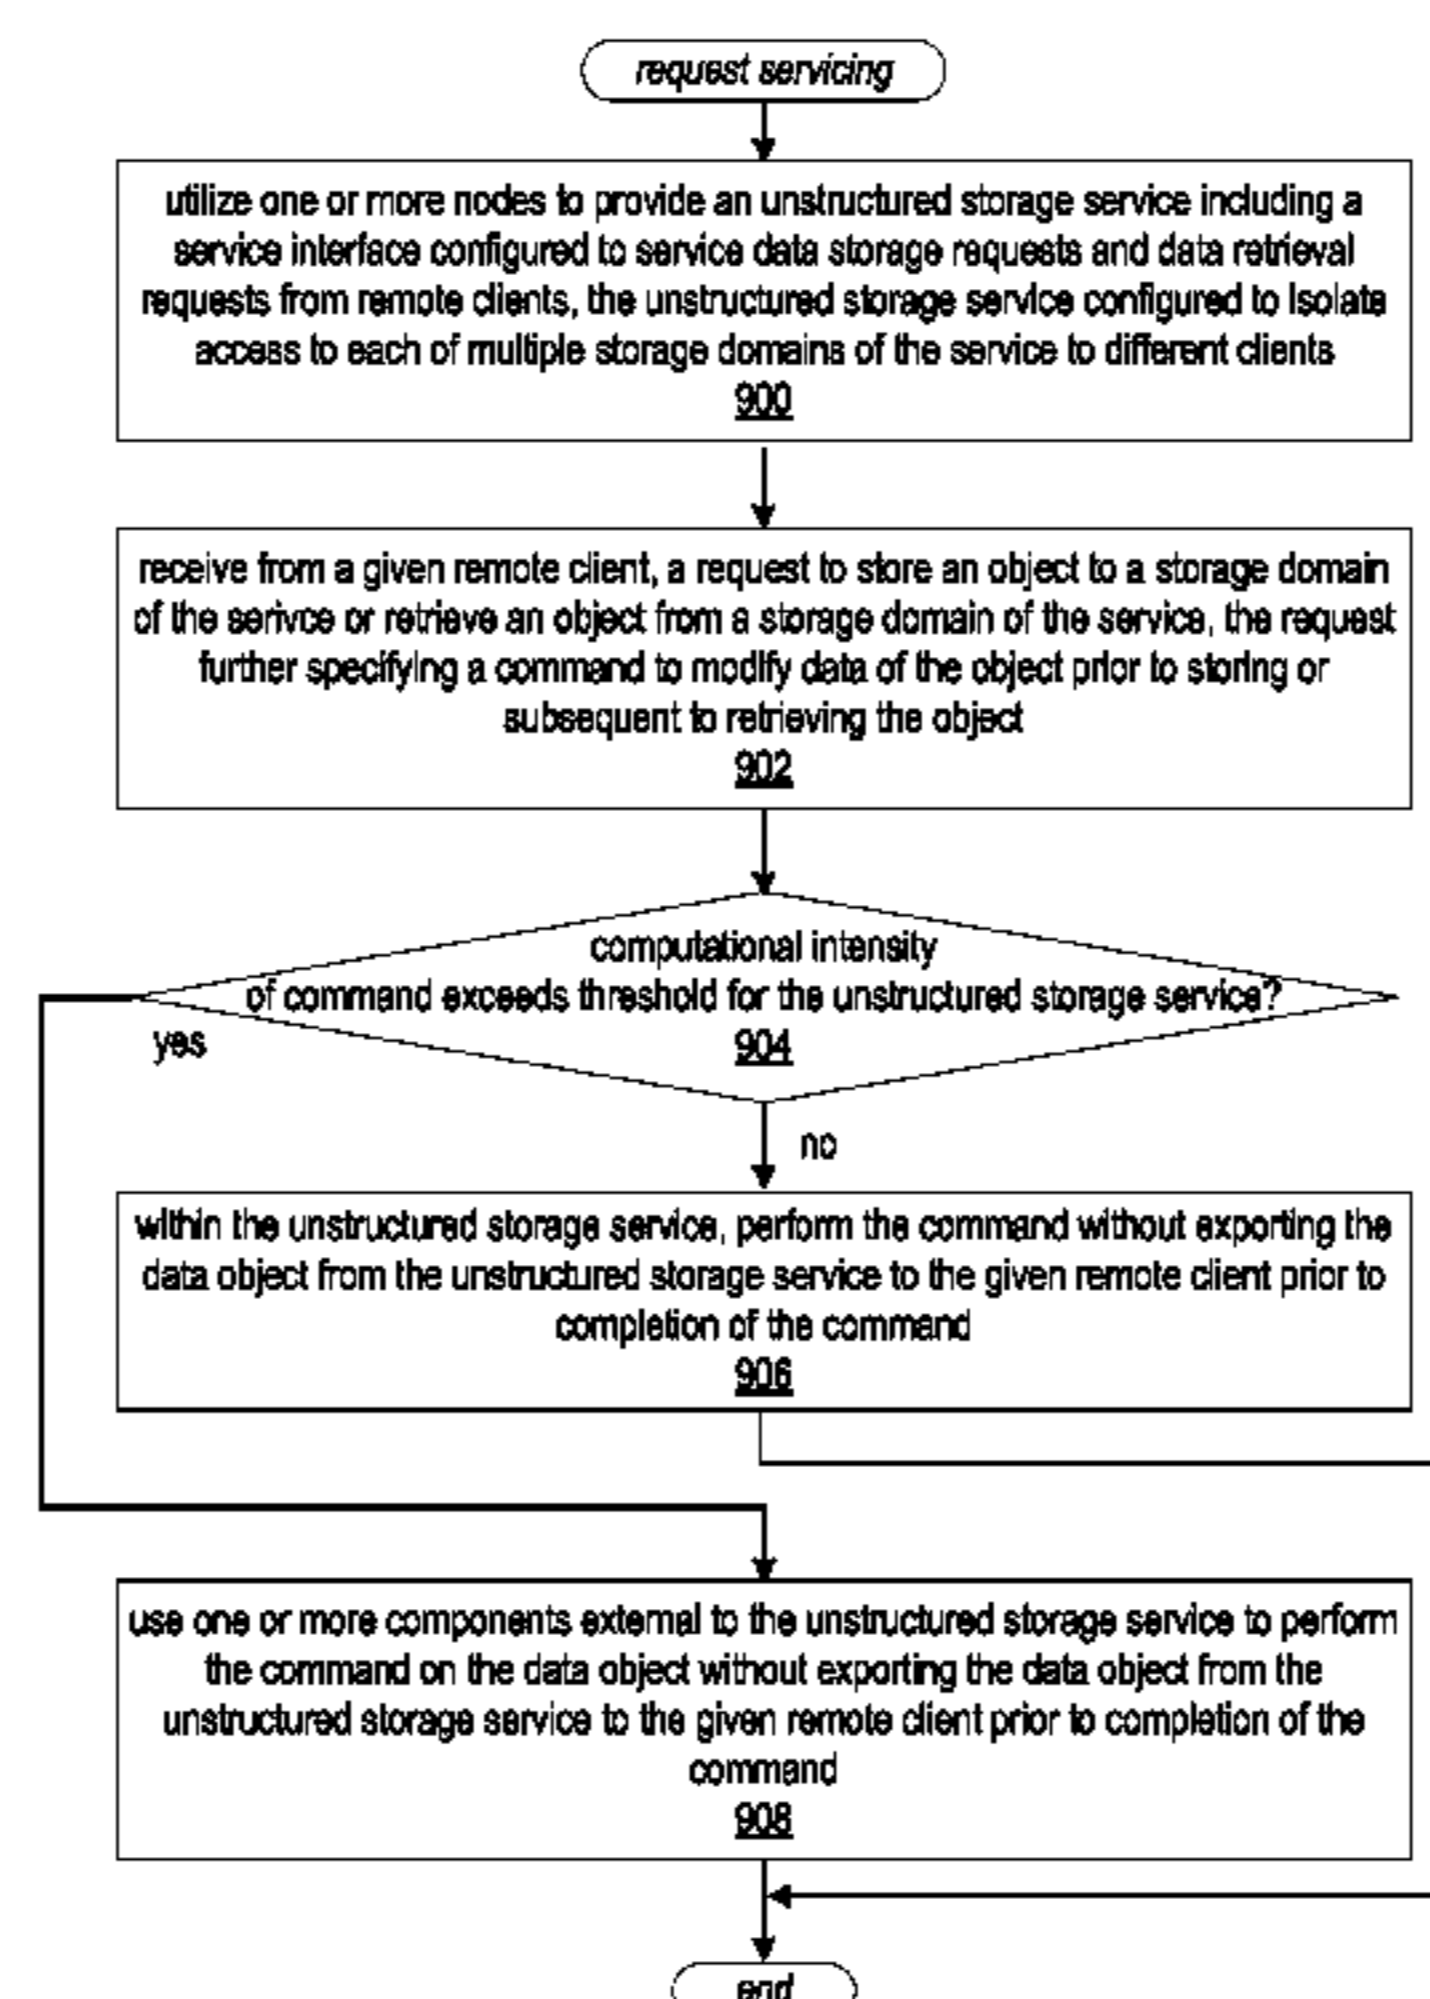 request servicing
utilize one or more nodes to provide an unstructured storage service including a
service interface configured to service data storage requests and data retrieval
requests from remote clients, the unstructured storage service configured to isolate
access to each of multiple storage domains of the service to different clients
900
receive from a given remote client, a request to store an object to a storage domain
of the serivce or retrieve an object from a storage domain of the service, the request
further specifying a command to modify data of the object prior to storing or
subsequent to retrieving the object
902
computational intensity
of command exceeds threshold for the unstructured storage service?
904
yes
no
within the unstructured storage service, perform the command without exporting the
data object from the unstructured storage service to the given remote client prior to
completion of the command
906
use one or more components external to the unstructured storage service to perform
the command on the data object without exporting the data object from the
unstructured storage service to the given remote client prior to completion of the
command
908
end